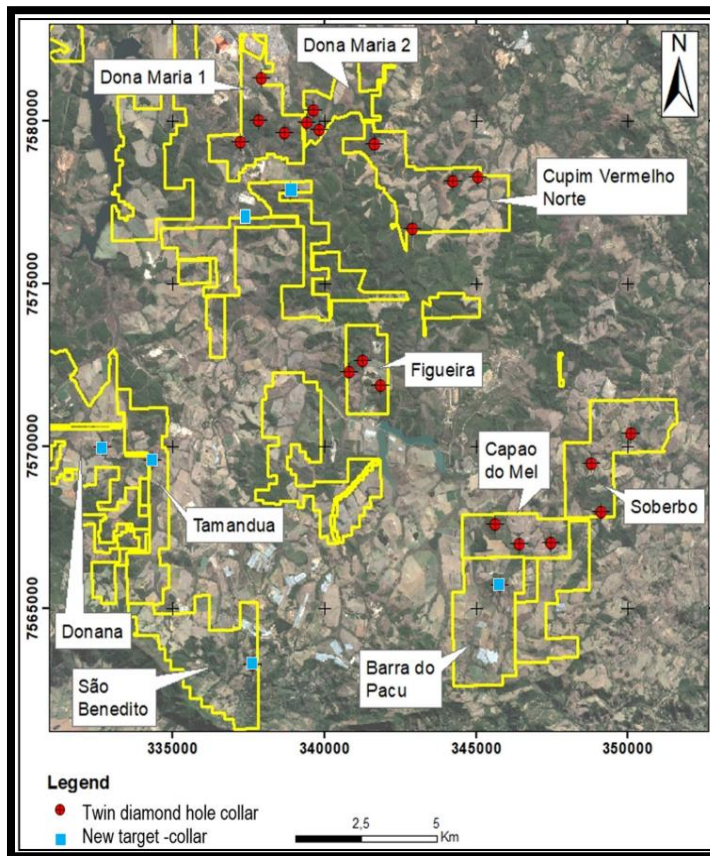 Dona Maria 2
Dona Maria 1
N
7580000
Cupim Vermelho
Norte
7575000
Figueira
7570000
Capao
do Mel
Soberbo
Tamandua
7565000
Donana
Barra do
Pacu
São
Benedito
335000
340000
345000
350000
Legend
Twin diamond hole collar
New target -collar
2,5
5
Km